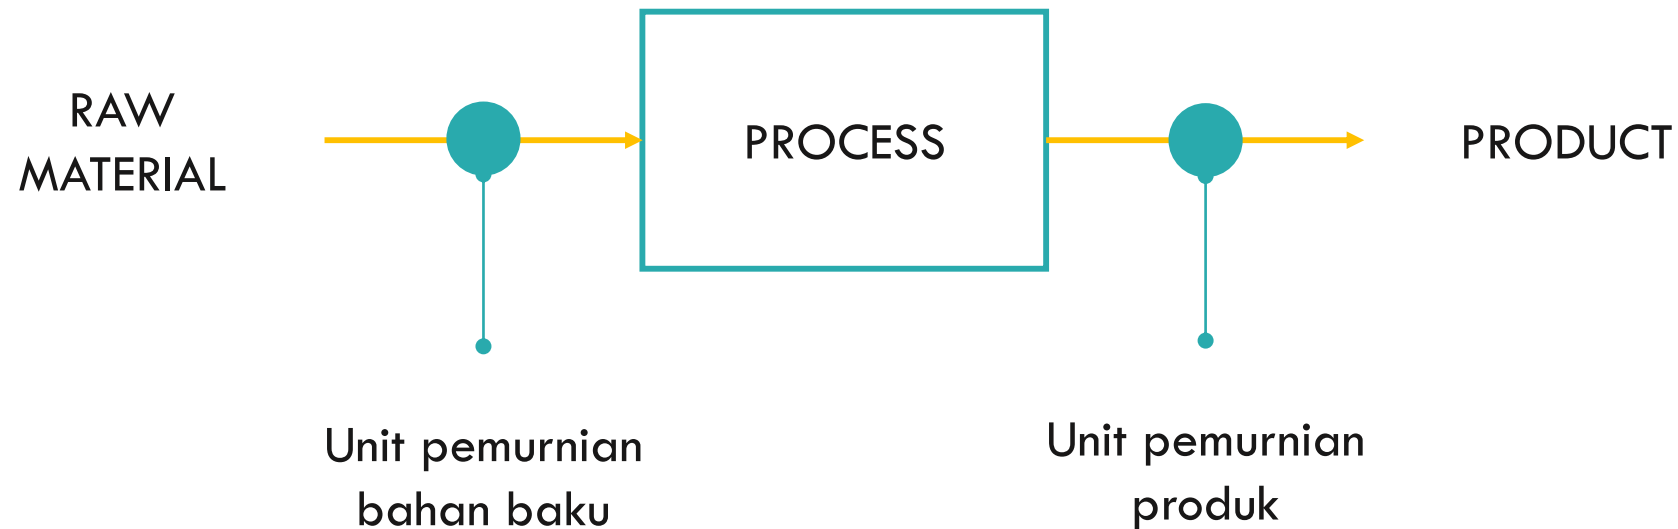 RAW
MATERIAL
PROCESS
PRODUCT
Unit pemurnian
bahan baku
Unit pemurnian
produk